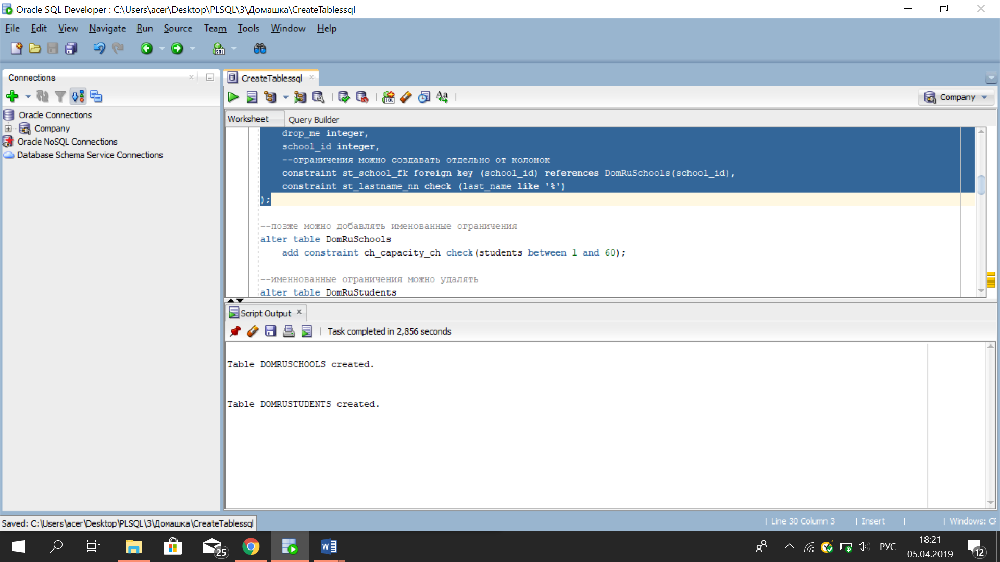 Oracle SQL Developer : C:\Users\acer\Desktop\PLSQL\3\Домашка\CreateTablessql
File Edit View Navigate Run Source Team Tools Window Help
Connections
CreateTablessql
Company
Oracle Connections
Company
Oracle NoSQL Connections
Database Schema Service Connections
Worksheet Query Builder
drop_me integer,
school_id integer,
--ограничения можно создавать отдельно от колонок
constraint st_school_fk foreign key (school_id) references DomRuSchools(school_id),
constraint st_lastname_nn check (last_name like '%')
);
--позже можно добавлять именованные ограничения
alter table DomRuSchools
add constraint ch_capacity_ch check(students between 1 and 60);
--именнованные ограничения можно удалять
alter table DomRuStudents
Script Output
Task completed in 2,856 seconds
Table DOMRUSCHOOLS created.
Table DOMRUSTUDENTS created.
Saved: C:\Users\acer\Desktop\PLSQL\3\Домашка\CreateTablessql
Line 30 Column 3 Insert Windows: CF
25
РУС
18:21
05.04.2019
12